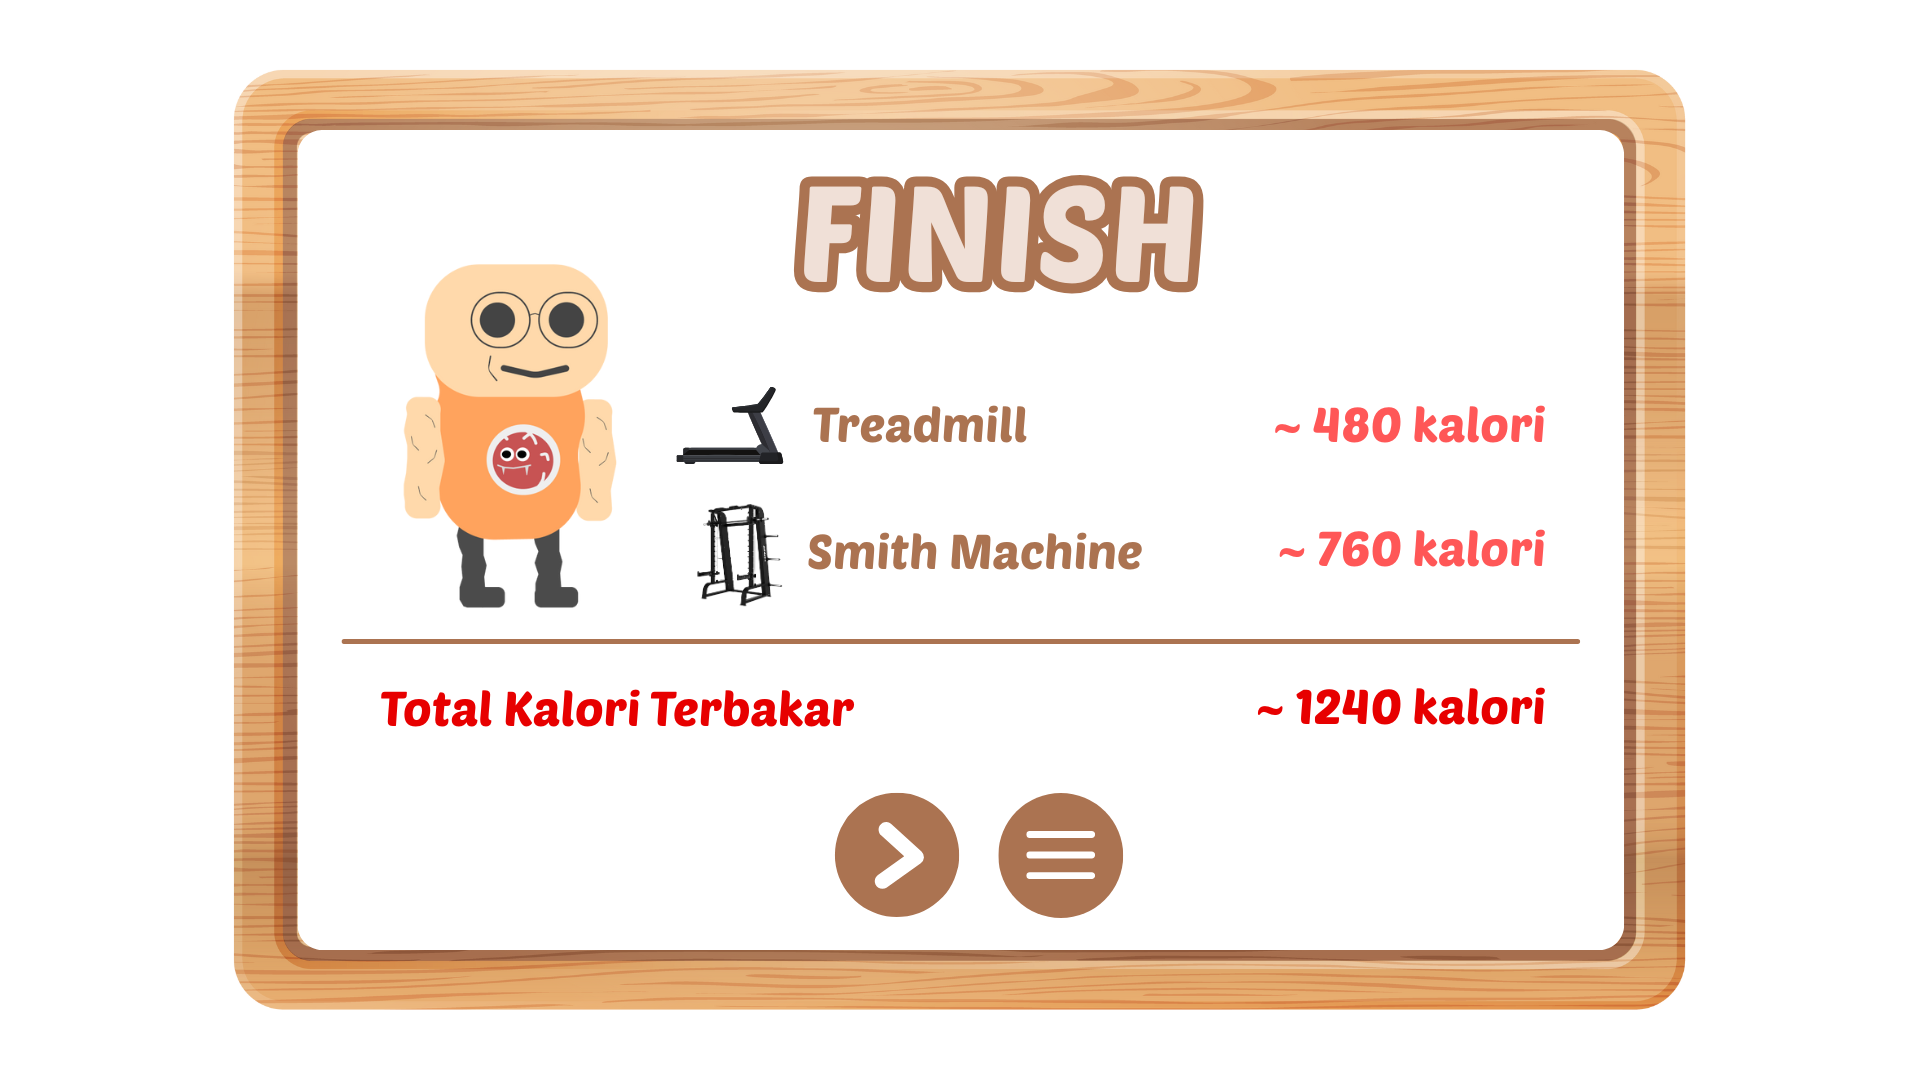 FINISH
Treadmill ~ 480 kalori
Smith Machine ~ 760 kalori
Total Kalori Terbakar ~ 1240 kalori